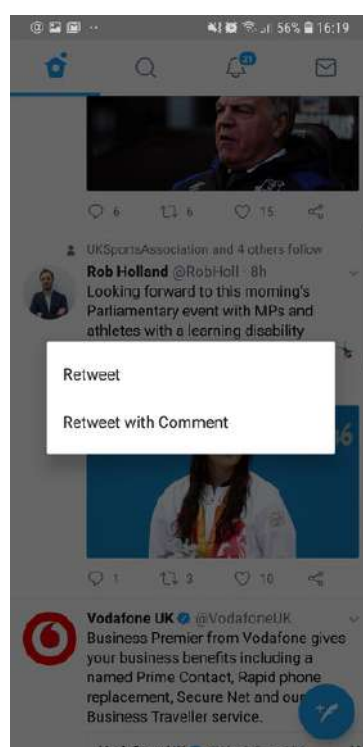 56% 16:19
21
6 6 15
UKSportsAssociation and 4 others follow
Rob Holland @RobHoll · 8h
Looking forward to this morning's
Parliamentary event with MPs and
athletes with a learning disability
Retweet
Retweet with Comment
1 3 10
Vodafone UK @VodafoneUK
Business Premier from Vodafone gives
your business benefits including a
named Prime Contact, Rapid phone
replacement, Secure Net and our
Business Traveller service.